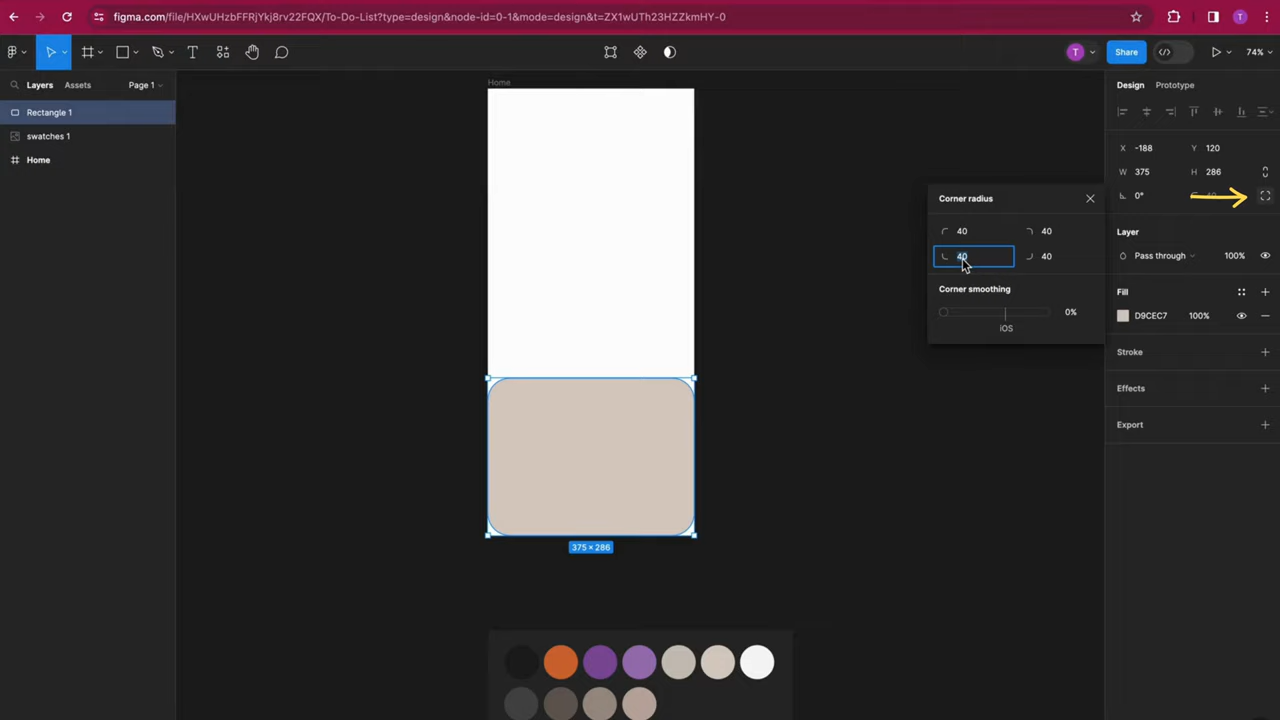 figma.com/file/HXwUHzbFFRjYkj8rv22FQX/To-Do-List?type=design&node-id=0-1&mode=design&t=ZX1wUTh23HZZkmHY-0
T
T
Share
74%
Layers
Assets
Page 1
Home
Design
Prototype
Rectangle 1
swatches 1
Home
X -188
Y 120
W 375
H 286
0°
40
Corner radius
40
40
40
40
Corner smoothing
0%
iOS
Layer
Pass through
100%
Fill
D9CEC7
100%
Stroke
Effects
Export
375 × 286